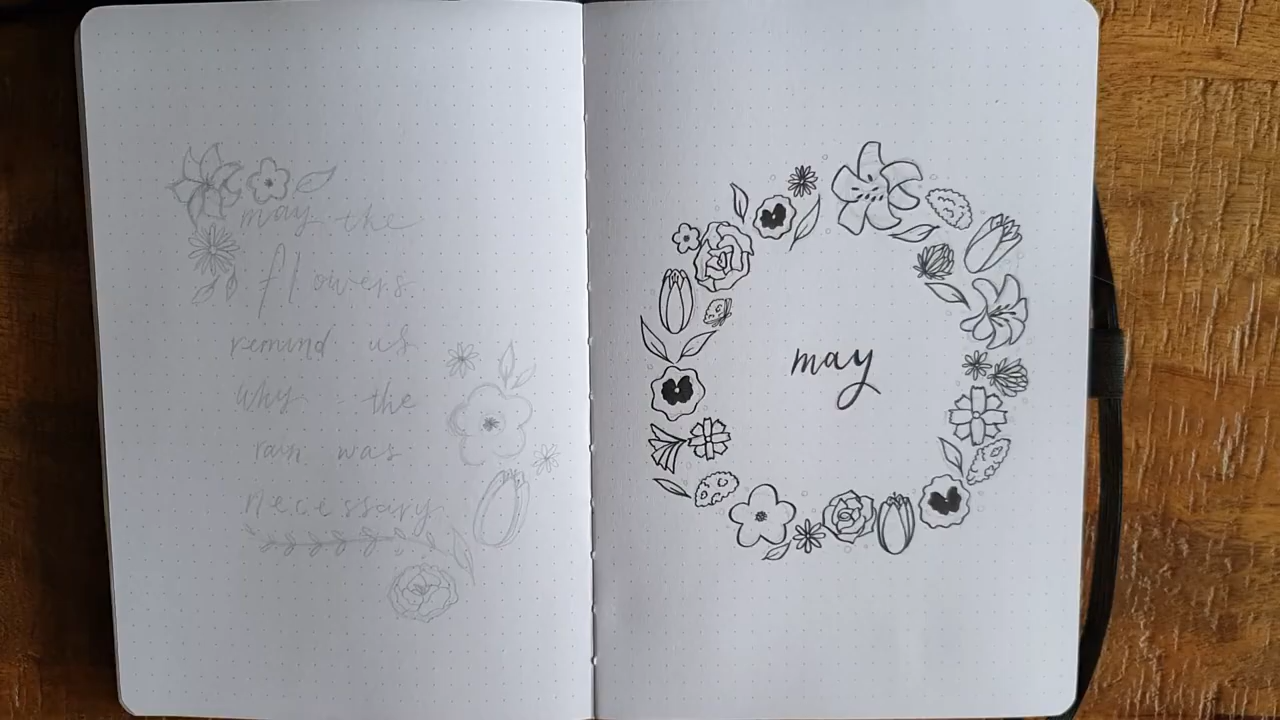 may the
flowers
remind us
why the
rain was
necessary
may